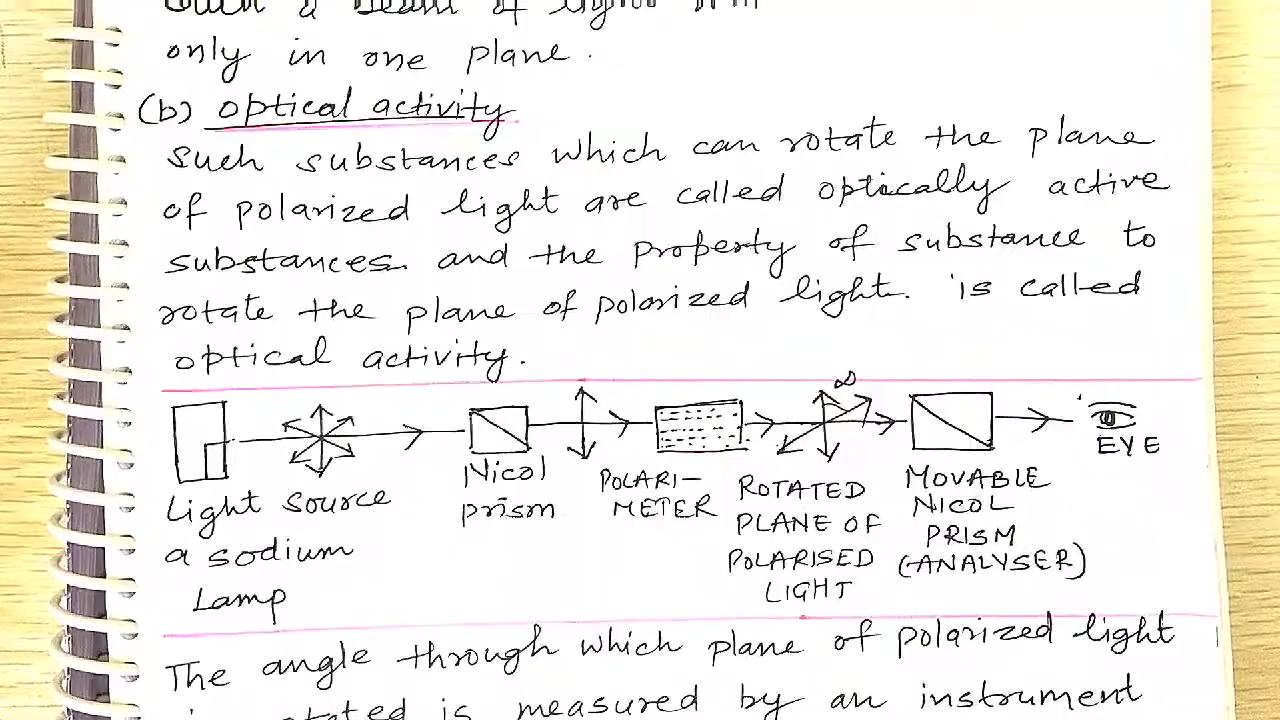 only in one plane.
(b) optical activity
Such substances which can rotate the plane
of polarized light are called optically active
substances. and the property of substance to
rotate the plane of polarized light. is called
optical activity.
∞
Light source
a sodium
Lamp
Nicol
prism
POLARI-
METER
ROTATED
PLANE OF
POLARISED
LIGHT
MOVABLE
NICOL
PRISM
(ANALYSER)
EYE
The angle through which plane of polarized light
is measured by an instrument